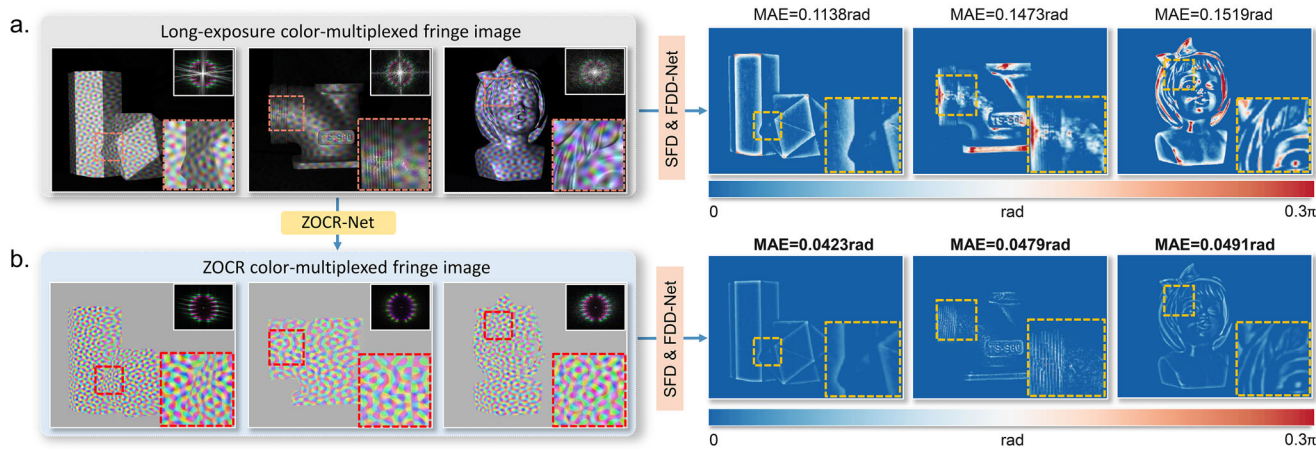 a.
Long-exposure color-multiplexed fringe image
TS-800
SFD & FDD-Net
MAE=0.1138rad
MAE=0.1473rad
MAE=0.1519rad
0
rad
0.3π
ZOCR-Net
b.
ZOCR color-multiplexed fringe image
SFD & FDD-Net
MAE=0.0423rad
MAE=0.0479rad
MAE=0.0491rad
0
rad
0.3π